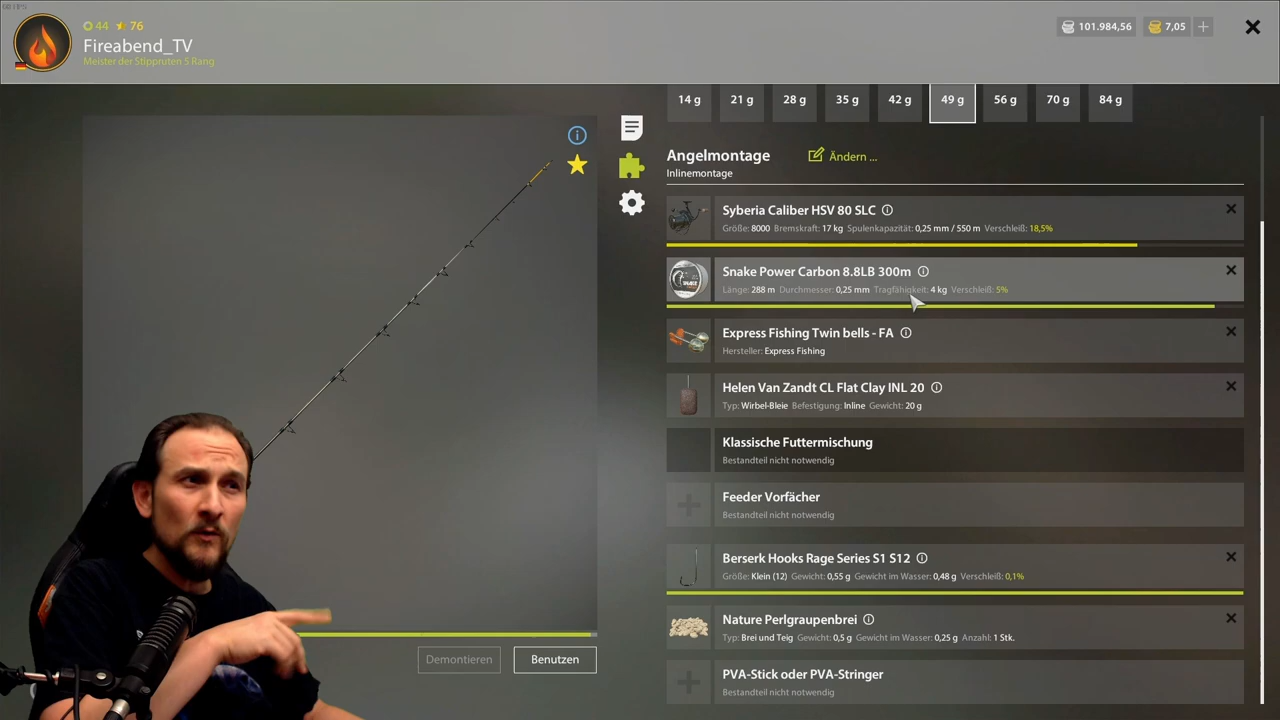 44 76
Fireabend_TV
Meister der Stippruten 5 Rang
101.984,56
7,05
14 g 21 g 28 g 35 g 42 g 49 g 56 g 70 g 84 g
Angelmontage
Ändern ...
Inlinemontage
Syberia Caliber HSV 80 SLC
Größe: 8000 Bremskraft: 17 kg Spulenkapazität: 0,25 mm / 550 m Verschleiß: 18,5%
Snake Power Carbon 8.8LB 300m
Länge: 288 m Durchmesser: 0,25 mm Tragfähigkeit: 4 kg Verschleiß: 5%
Express Fishing Twin bells - FA
Hersteller: Express Fishing
Helen Van Zandt CL Flat Clay INL 20
Typ: Wirbel-Bleie Befestigung: Inline Gewicht: 20 g
Klassische Futtermischung
Bestandteil nicht notwendig
Feeder Vorfächer
Bestandteil nicht notwendig
Berserk Hooks Rage Series S1 S12
Größe: Klein (12) Gewicht: 0,55 g Gewicht im Wasser: 0,48 g Verschleiß: 0,1%
Nature Perlgraupenbrei
Typ: Brei und Teig Gewicht: 0,5 g Gewicht im Wasser: 0,25 g Anzahl: 1 Stk.
PVA-Stick oder PVA-Stringer
Bestandteil nicht notwendig
Demontieren
Benutzen